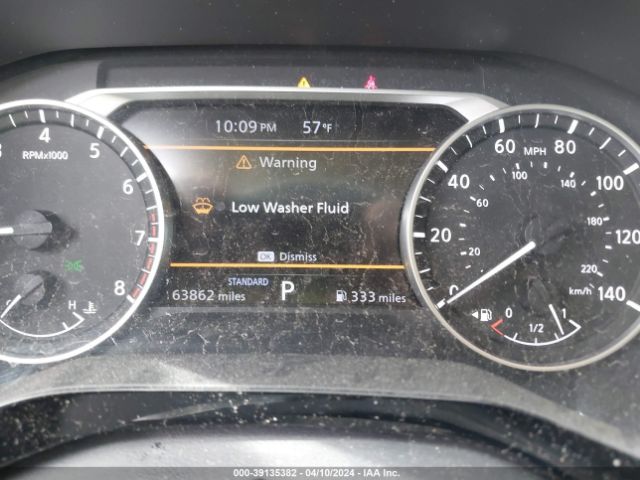 10:09 PM 57°F
Warning
Low Washer Fluid
OK Dismiss
STANDARD
63862 miles P 333 miles
3 4 5 6 7 8
RPMx1000
H
0 20 40 60 80 100 120 140
MPH
20 60 100 140 180 220
km/h
0 1/2 1
000-39135382 - 04/10/2024 - IAA Inc.